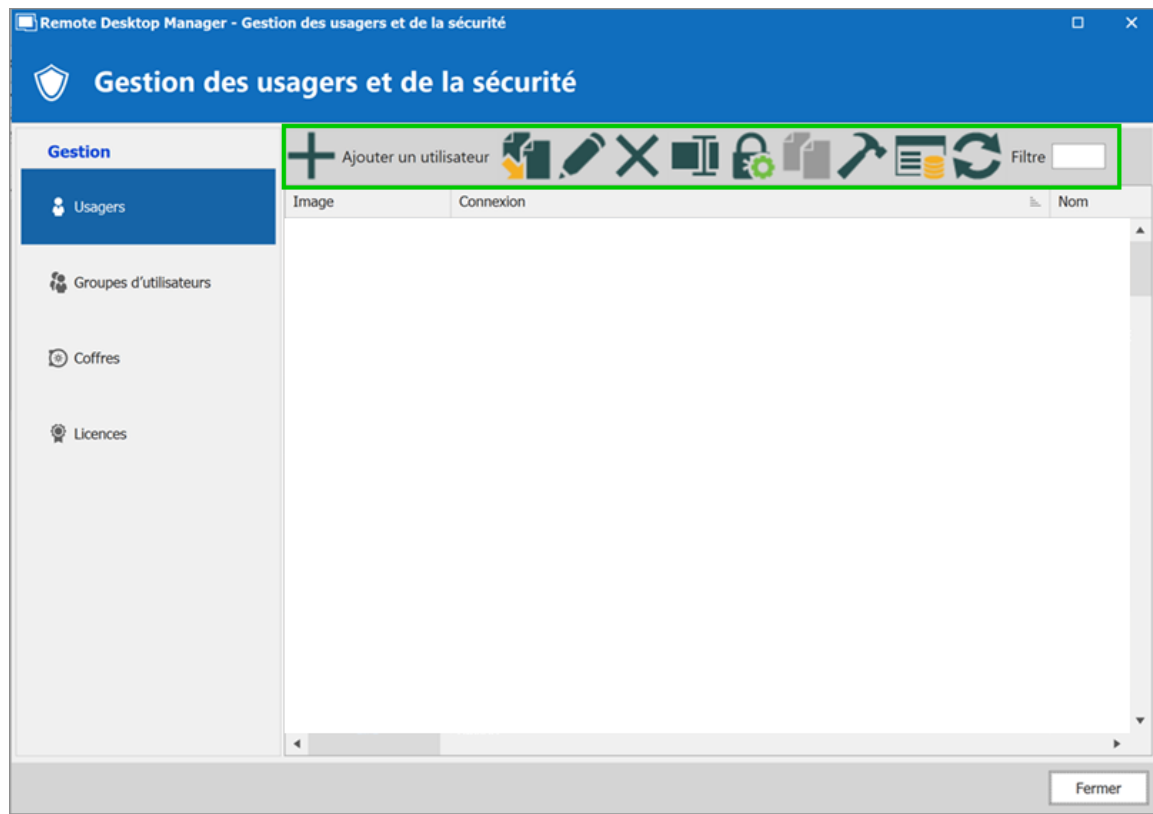 Remote Desktop Manager - Gestion des usagers et de la sécurité
Gestion des usagers et de la sécurité
Gestion
Usagers
Groupes d'utilisateurs
Coffres
Licences
Ajouter un utilisateur
Filtre
Image
Connexion
Nom
Fermer